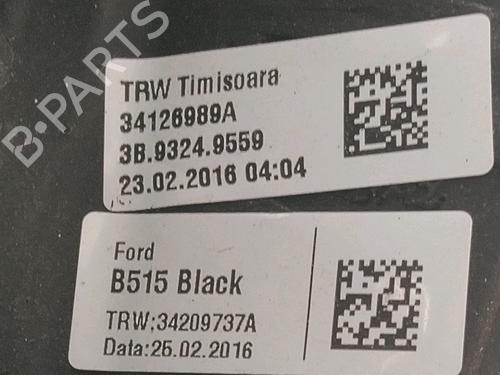 B-PARTS
TRW Timisoara
34126989A
3B.9324.9559
23.02.2016 04:04
Ford
B515 Black
TRW:34209737A
Data:25.02.2016